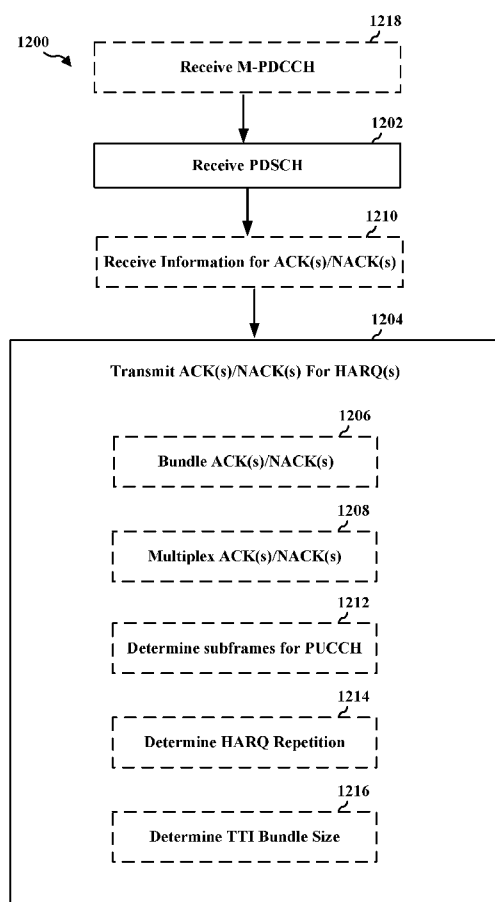 1200
1218
Receive M-PDCCH
1202
Receive PDSCH
1210
Receive Information for ACK(s)/NACK(s)
1204
Transmit ACK(s)/NACK(s) For HARQ(s)
1206
Bundle ACK(s)/NACK(s)
1208
Multiplex ACK(s)/NACK(s)
1212
Determine subframes for PUCCH
1214
Determine HARQ Repetition
1216
Determine TTI Bundle Size